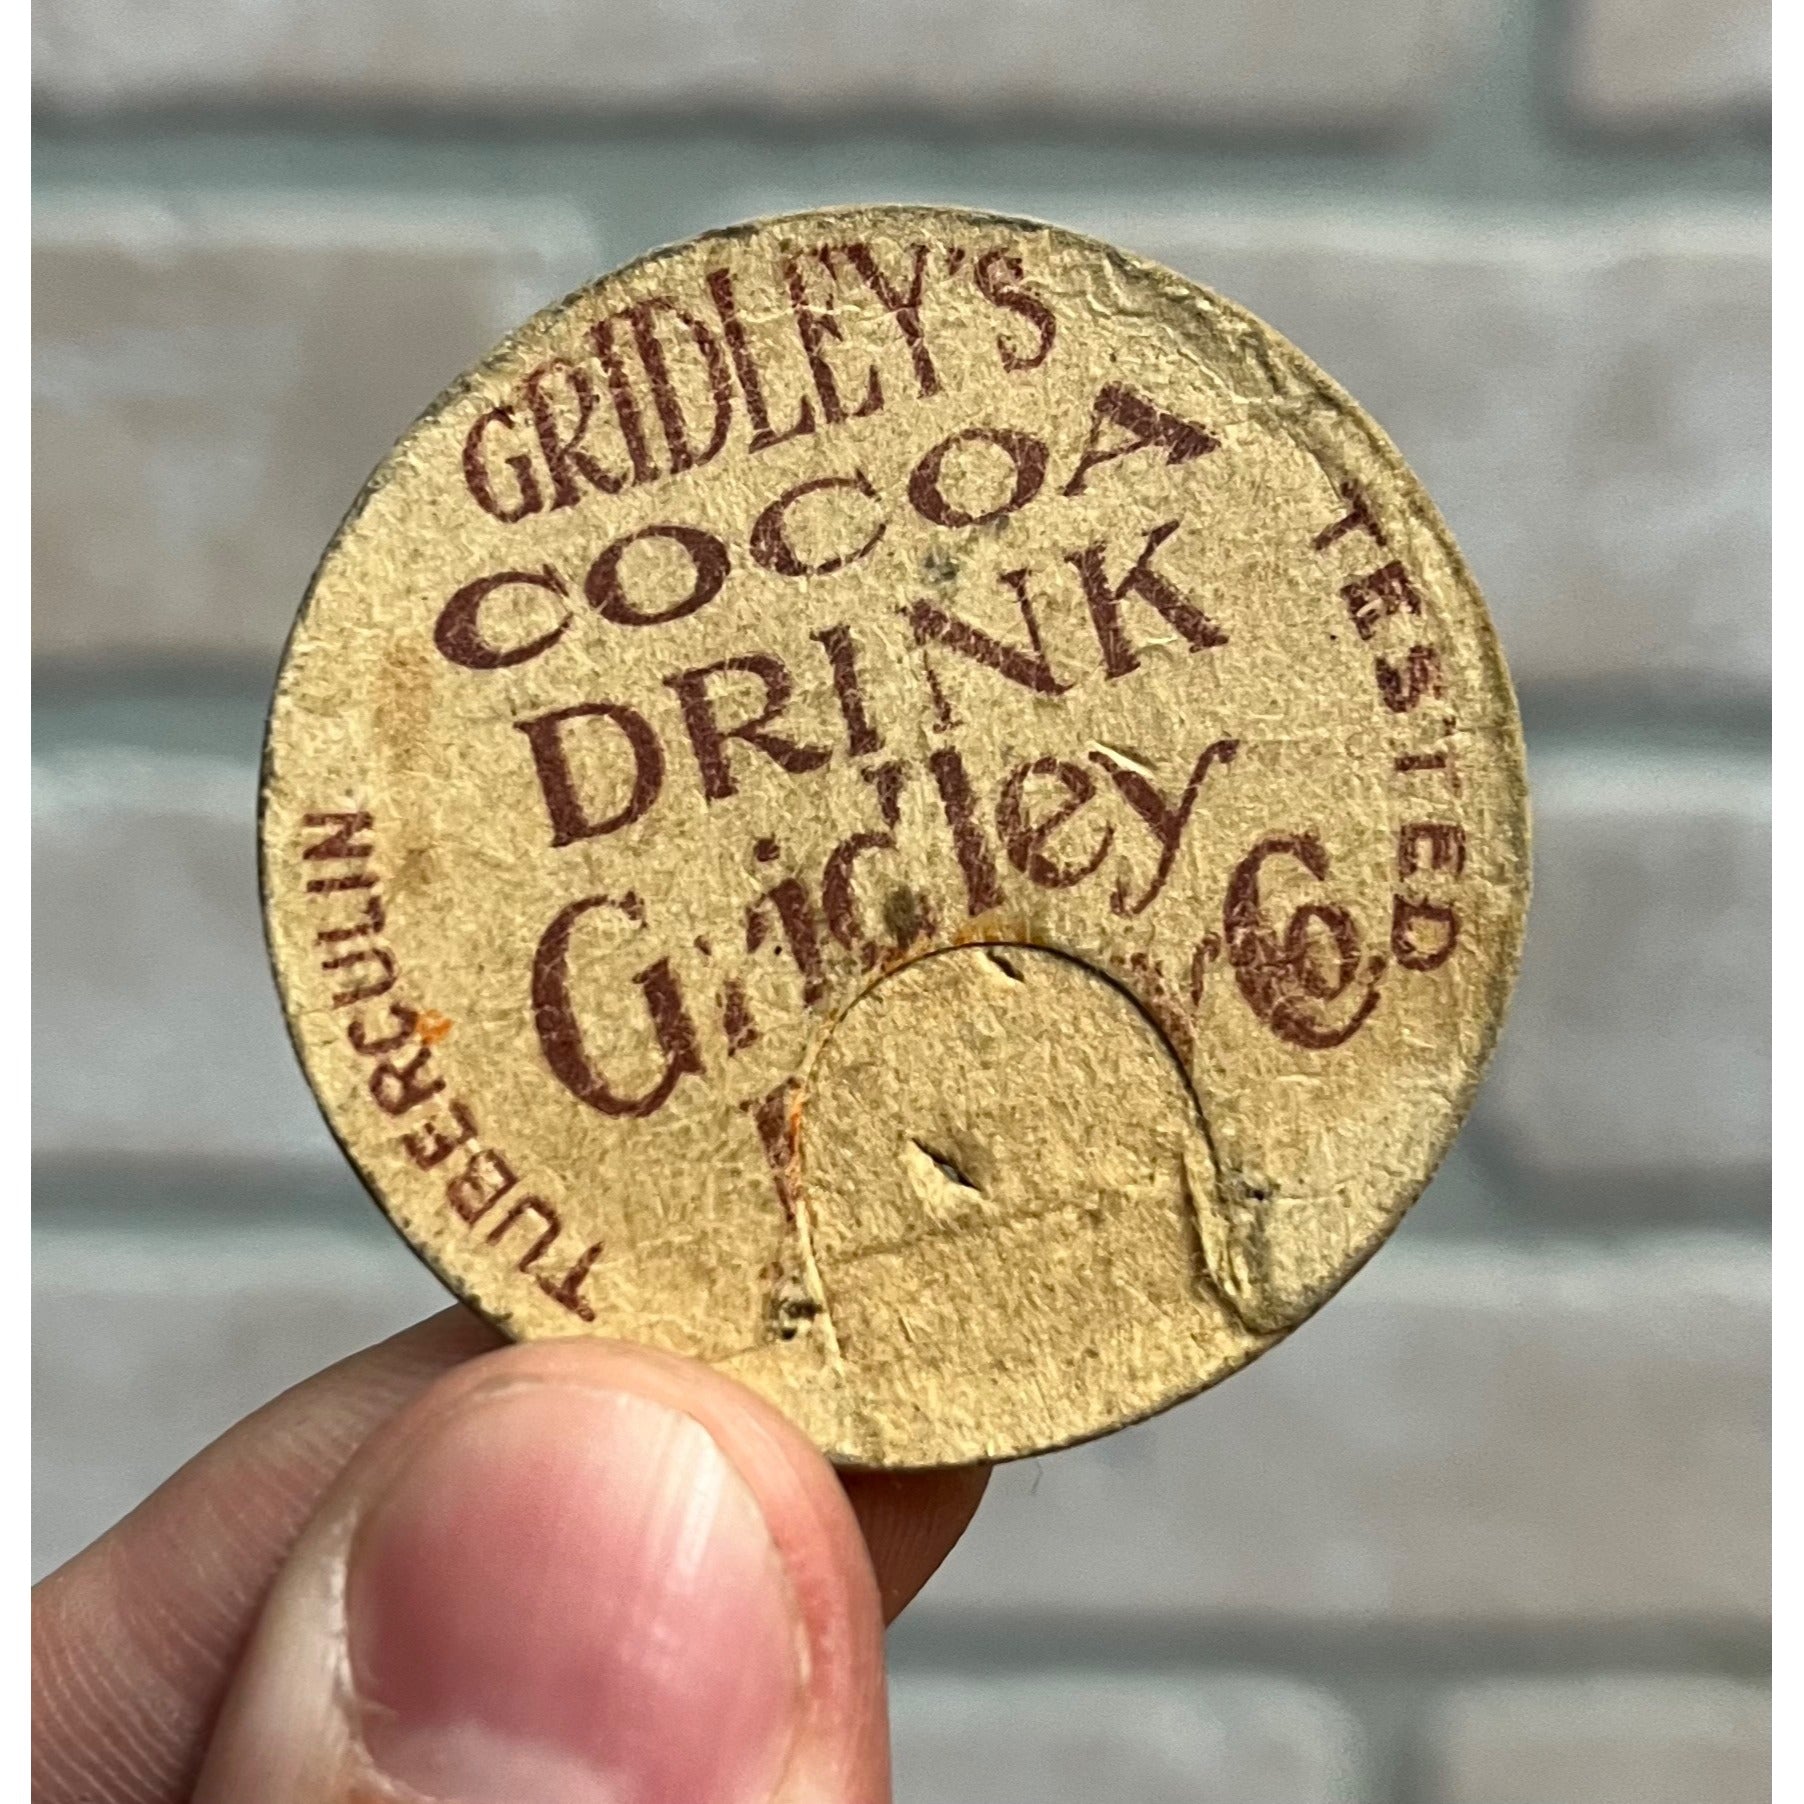 GRIDLEY'S
COCOA
DRINK
Gridley Co
TUBERCULIN
TESTED